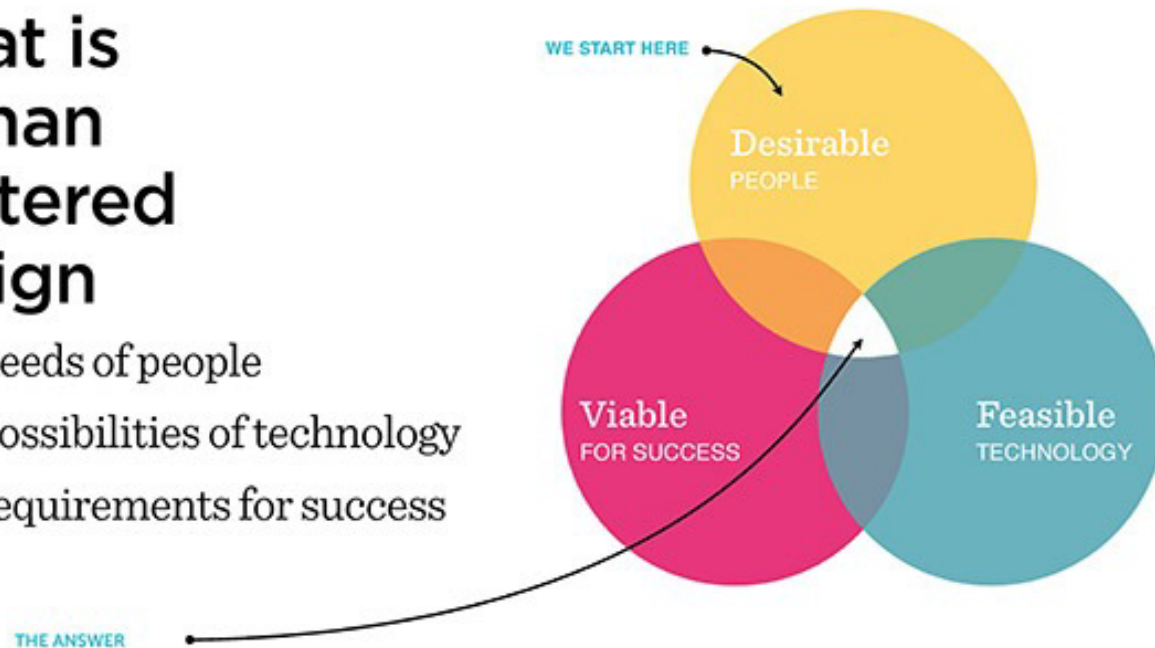 at is
nan
tered
ign
eeds of people
ossibilities of technology
equirements for success
THE ANSWER
WE START HERE
Desirable
PEOPLE
Viable
FOR SUCCESS
Feasible
TECHNOLOGY